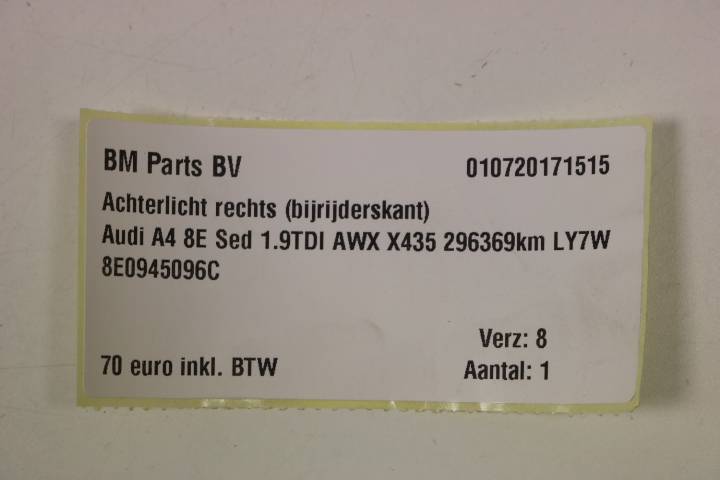 BM Parts BV 010720171515
Achterlicht rechts (bijrijderskant)
Audi A4 8E Sed 1.9TDI AWX X435 296369km LY7W
8E0945096C
Verz: 8
70 euro inkl. BTW Aantal: 1